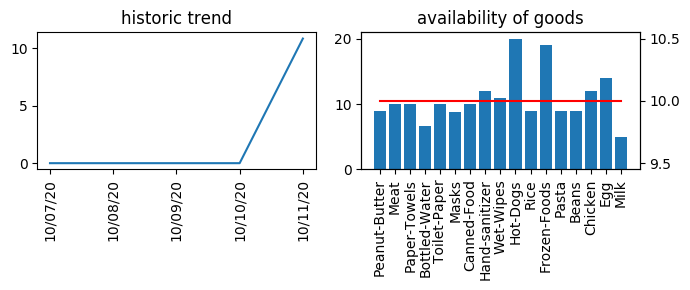 historic trend
10
5
0
10/07/20
10/08/20
10/09/20
10/10/20
10/11/20
availability of goods
20
10
0
10.5
10.0
9.5
Peanut-Butter
Meat
Paper-Towels
Bottled-Water
Toilet-Paper
Masks
Canned-Food
Hand-sanitizer
Wet-Wipes
Hot-Dogs
Rice
Frozen-Foods
Pasta
Beans
Chicken
Egg
Milk